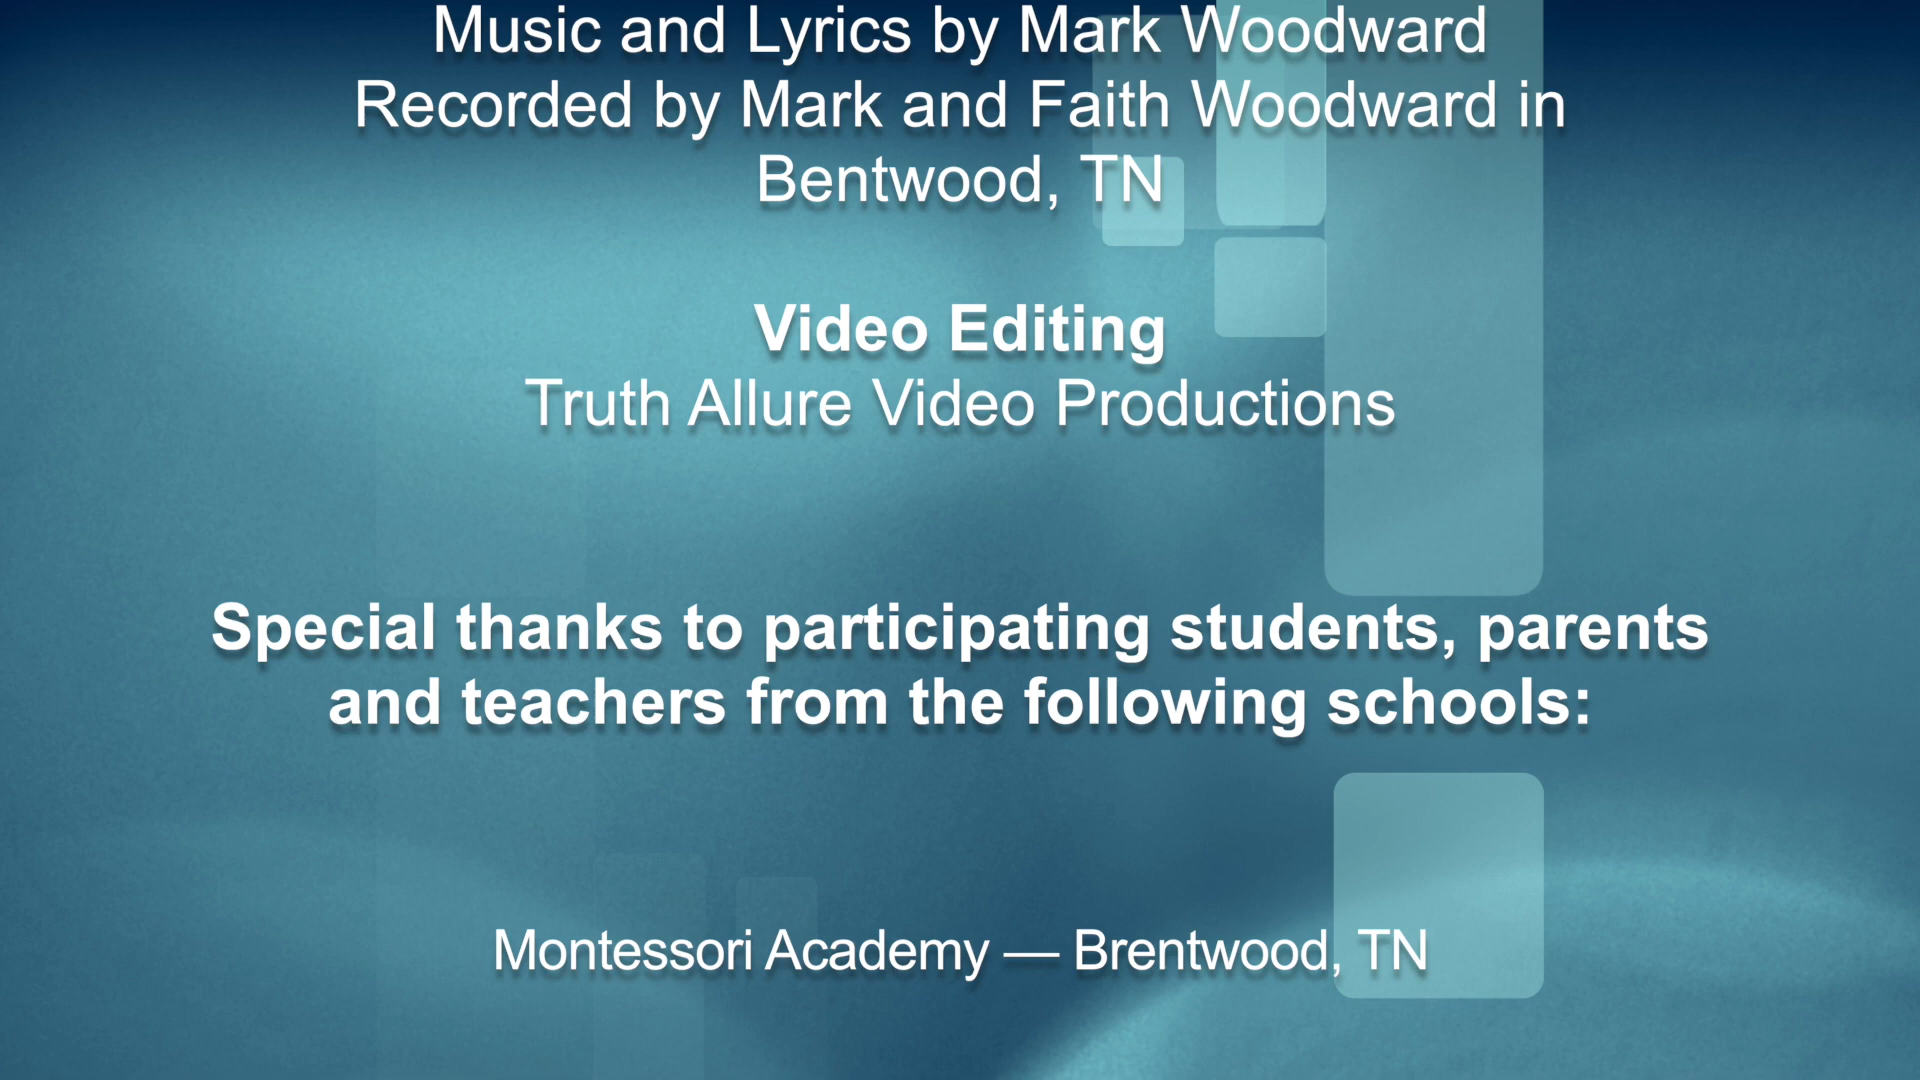 Music and Lyrics by Mark Woodward
Recorded by Mark and Faith Woodward in
Bentwood, TN
Video Editing
Truth Allure Video Productions
Special thanks to participating students, parents
and teachers from the following schools:
Montessori Academy — Brentwood, TN